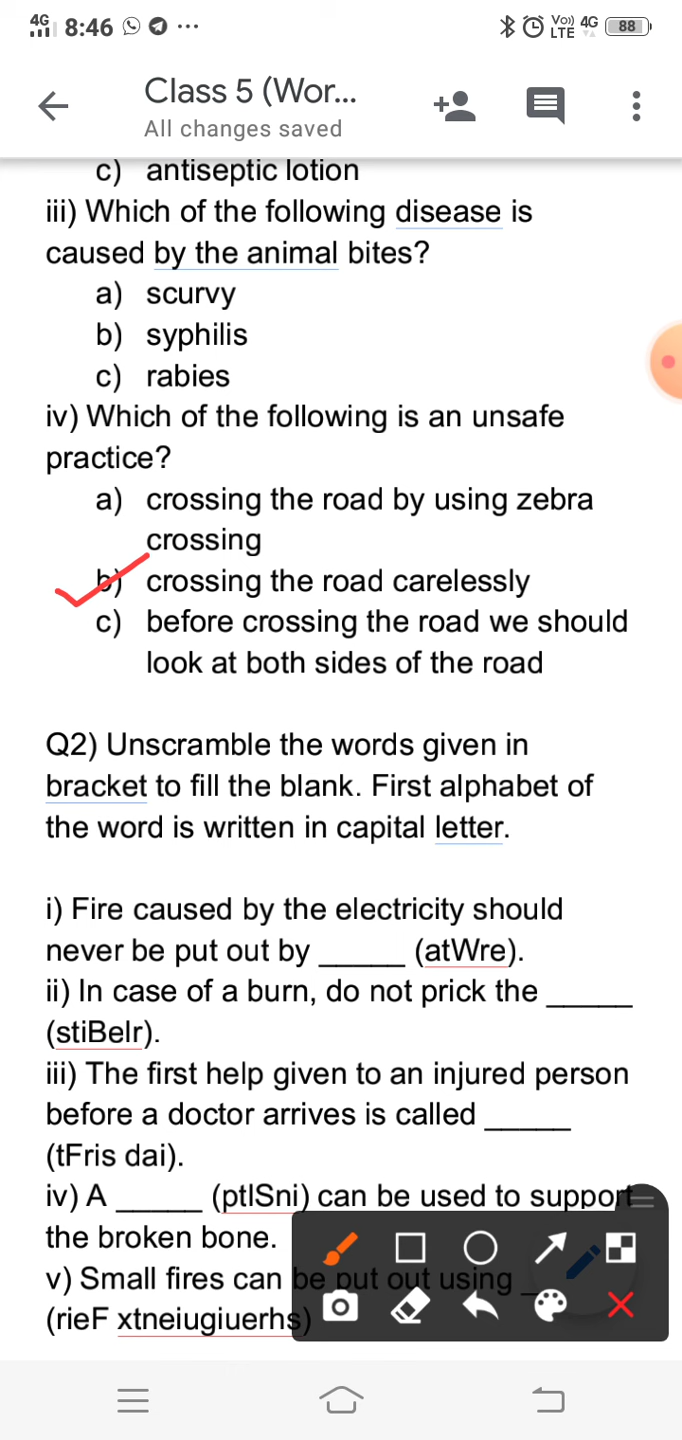 4G 8:46 ... Vo)) LTE 4G 88
Class 5 (Wor...
All changes saved
c) antiseptic lotion
iii) Which of the following disease is
caused by the animal bites?
a) scurvy
b) syphilis
c) rabies
iv) Which of the following is an unsafe
practice?
a) crossing the road by using zebra
crossing
b) crossing the road carelessly
c) before crossing the road we should
look at both sides of the road
Q2) Unscramble the words given in
bracket to fill the blank. First alphabet of
the word is written in capital letter.
i) Fire caused by the electricity should
never be put out by _____ (atWre).
ii) In case of a burn, do not prick the _____
(stiBelr).
iii) The first help given to an injured person
before a doctor arrives is called _____
(tFris dai).
iv) A _____ (ptlSni) can be used to support
the broken bone.
v) Small fires can be put out using _
(rieF xtneiugiuerhs)